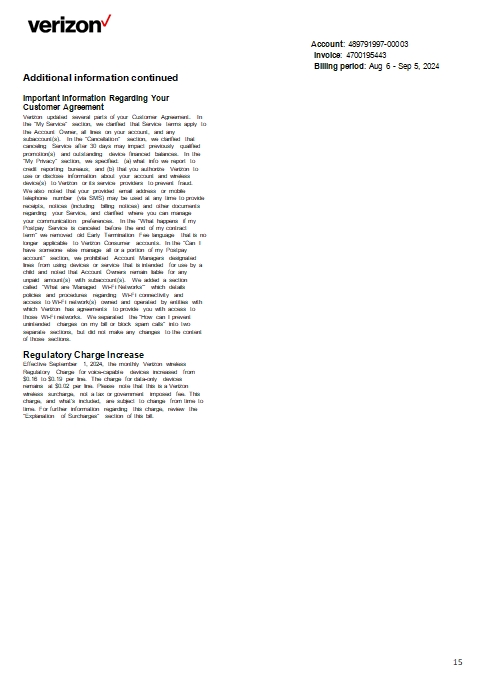 verizon
Account: 489791997-00003
Invoice: 4700195443
Billing period: Aug 6 - Sep 5, 2024
Additional information continued
Important Information Regarding Your
Customer Agreement
Verizon updated several parts of your Customer Agreement. In
the "My Service" section, we clarified that Service terms apply to
the Account Owner, all lines on your account, and any
subaccount(s). In the "Cancellation" section, we clarified that
canceling Service after 30 days may impact previously qualified
promotion(s) and outstanding device financed balances. In the
"My Privacy" section, we specified, (a) what info we report to
credit reporting bureaus, and (b) that you authorize Verizon to
use or disclose information about your account and wireless
device(s) to Verizon or its service providers to prevent fraud.
We also noted that your provided email address or mobile
telephone number (via SMS) may be used at any time to provide
receipts, notices (including billing notices) and other documents
regarding your Service, and clarified where you can manage
your communication preferences. In the "What happens if my
Postpay Service is canceled before the end of my contract
term" we removed old Early Termination Fee language that is no
longer applicable to Verizon Consumer accounts. In the "Can I
have someone else manage all or a portion of my Postpay
account" section, we prohibited Account Managers designated
lines from using devices or service that is intended for use by a
child and noted that Account Owners remain liable for any
unpaid amount(s) with subaccount(s). We added a section
called "What are 'Managed Wi-Fi Networks'" which details
policies and procedures regarding Wi-Fi connectivity and
access to Wi-Fi network(s) owned and operated by entities with
which Verizon has agreements to provide you with access to
those Wi-Fi networks. We separated the "How can I prevent
unintended charges on my bill or block spam calls" into two
separate sections, but did not make any changes to the content
of those sections.
Regulatory Charge Increase
Effective September 1, 2024, the monthly Verizon wireless
Regulatory Charge for voice-capable devices increased from
$0.16 to $0.19 per line. The charge for data-only devices
remains at $0.02 per line. Please note that this is a Verizon
wireless surcharge, not a tax or government imposed fee. This
charge, and what's included, are subject to change from time to
time. For further information regarding this charge, review the
"Explanation of Surcharges" section of this bill.
15